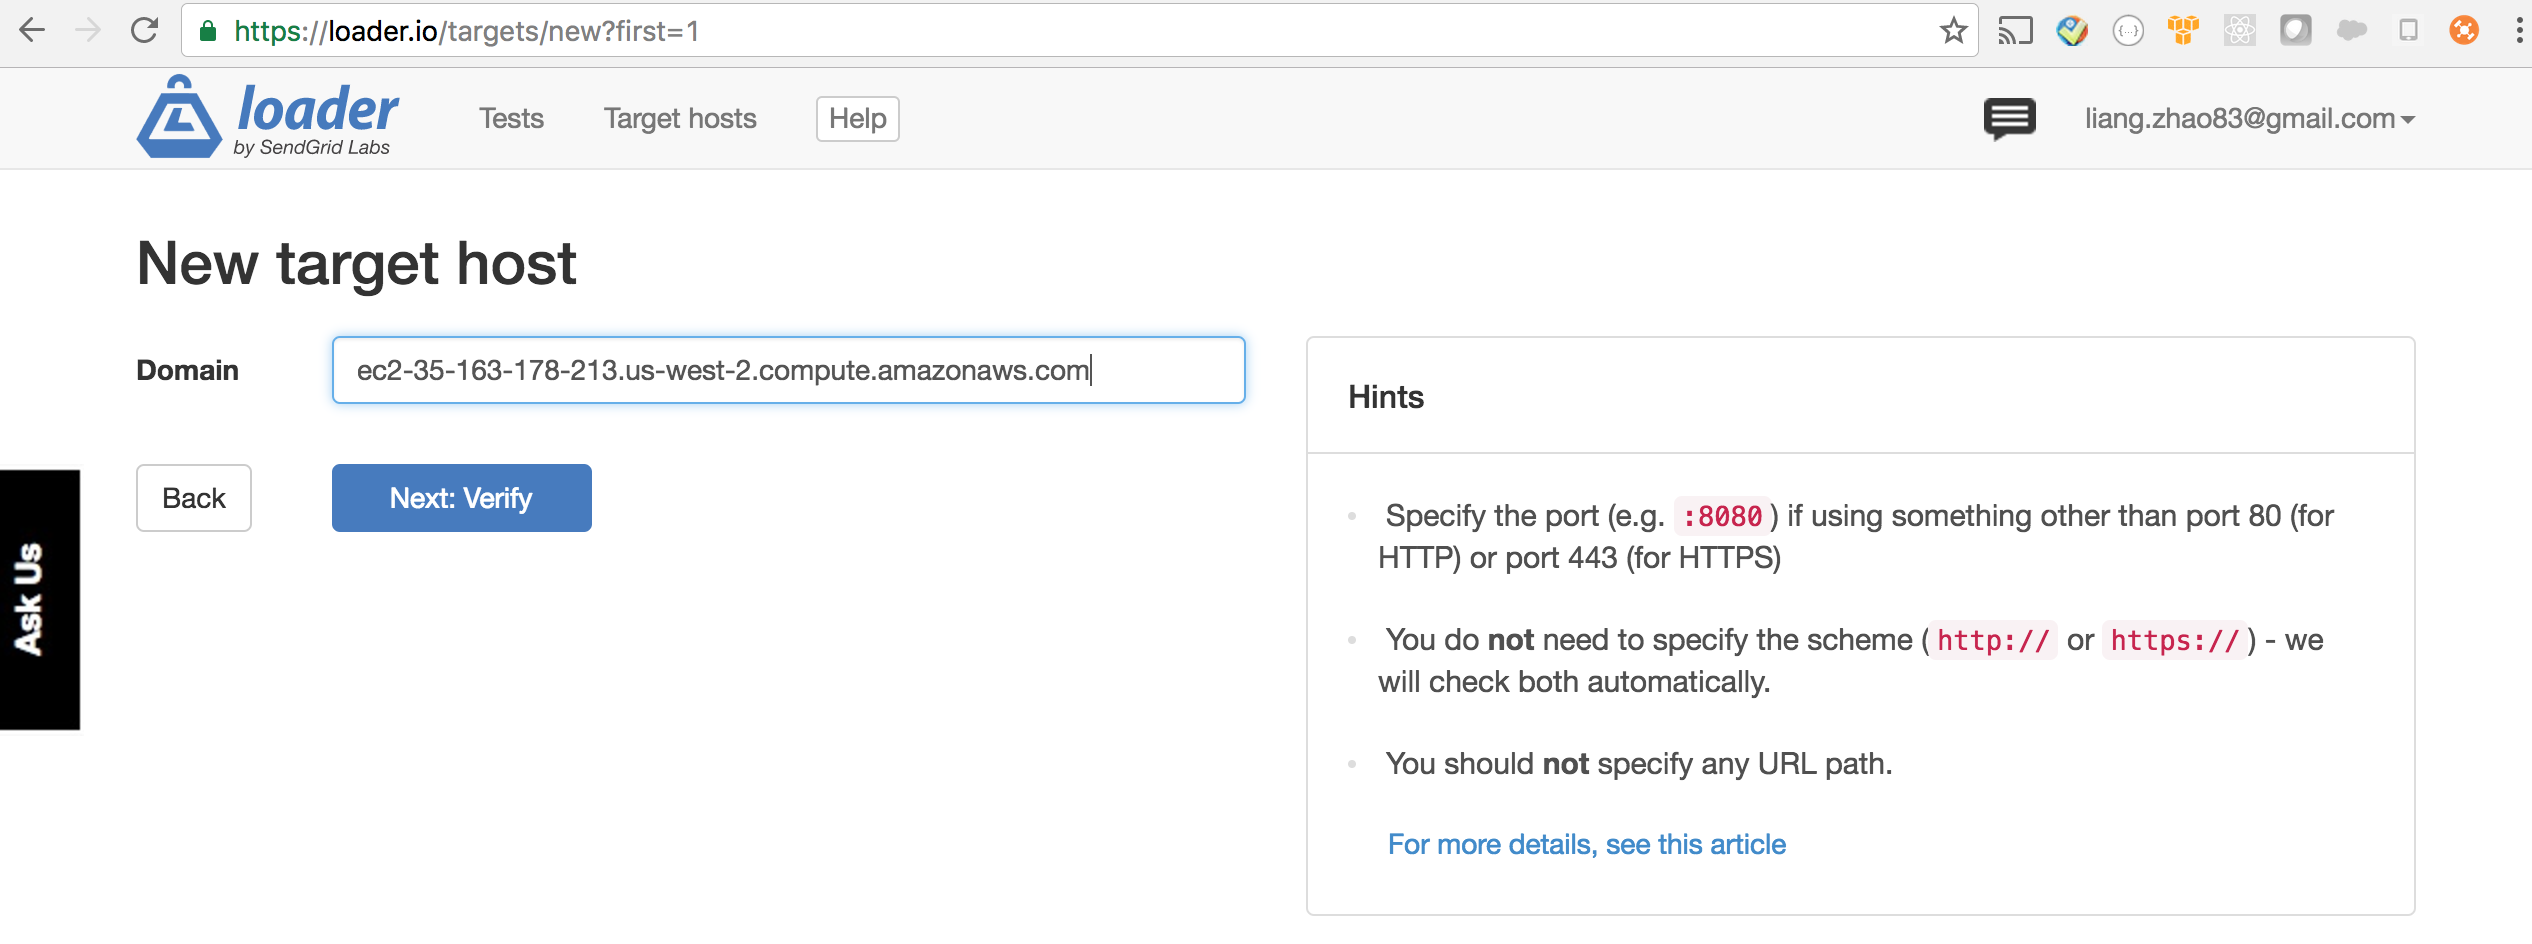 https://loader.io/targets/new?first=1
loader
by SendGrid Labs
Tests
Target hosts
Help
liang.zhao83@gmail.com
New target host
Domain
ec2-35-163-178-213.us-west-2.compute.amazonaws.com
Back
Next: Verify
Ask Us
Hints
Specify the port (e.g. :8080) if using something other than port 80 (for
HTTP) or port 443 (for HTTPS)
You do not need to specify the scheme (http:// or https://) - we
will check both automatically.
You should not specify any URL path.
For more details, see this article